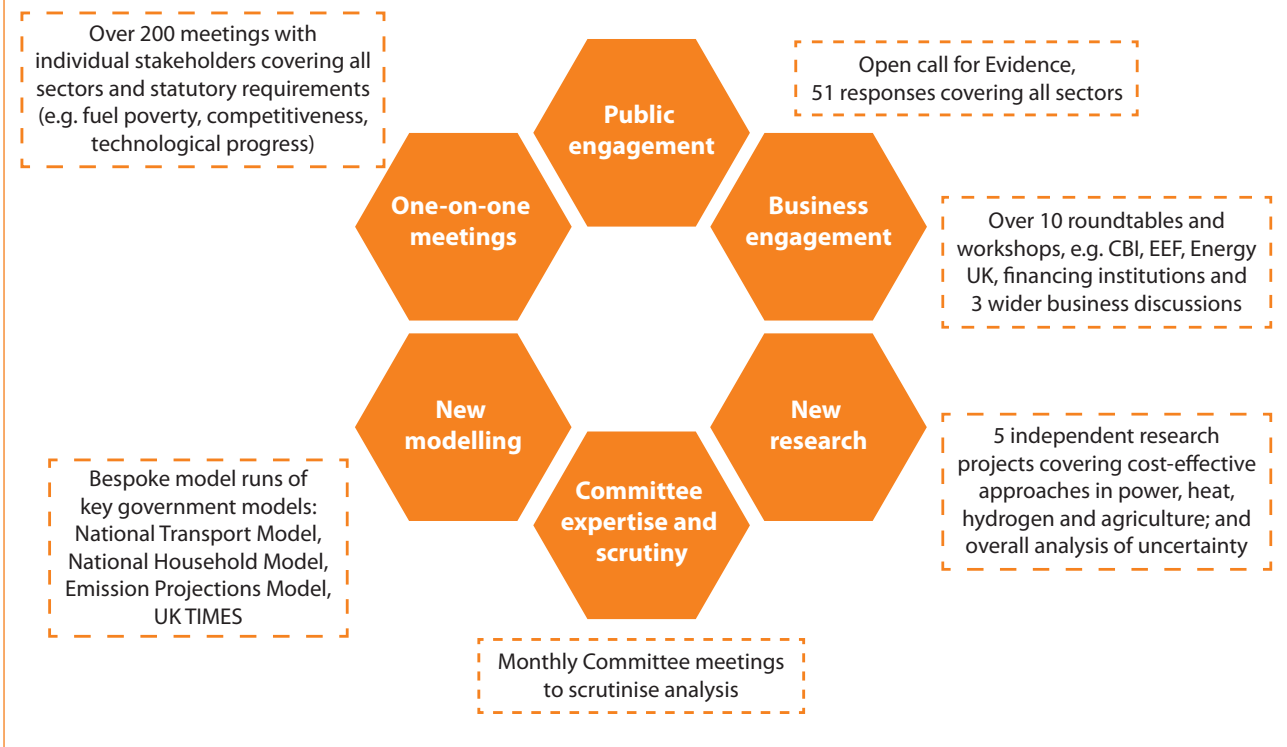 Over 200 meetings with
individual stakeholders covering all
sectors and statutory requirements
(e.g. fuel poverty, competitiveness,
technological progress)
Public
engagement
Open call for Evidence,
51 responses covering all sectors
One-on-one
meetings
Business
engagement
Over 10 roundtables and
workshops, e.g. CBI, EEF, Energy
UK, financing institutions and
3 wider business discussions
New
modelling
New
research
Bespoke model runs of
key government models:
National Transport Model,
National Household Model,
Emission Projections Model,
UK TIMES
Committee
expertise and
scrutiny
5 independent research
projects covering cost-effective
approaches in power, heat,
hydrogen and agriculture; and
overall analysis of uncertainty
Monthly Committee meetings
to scrutinise analysis